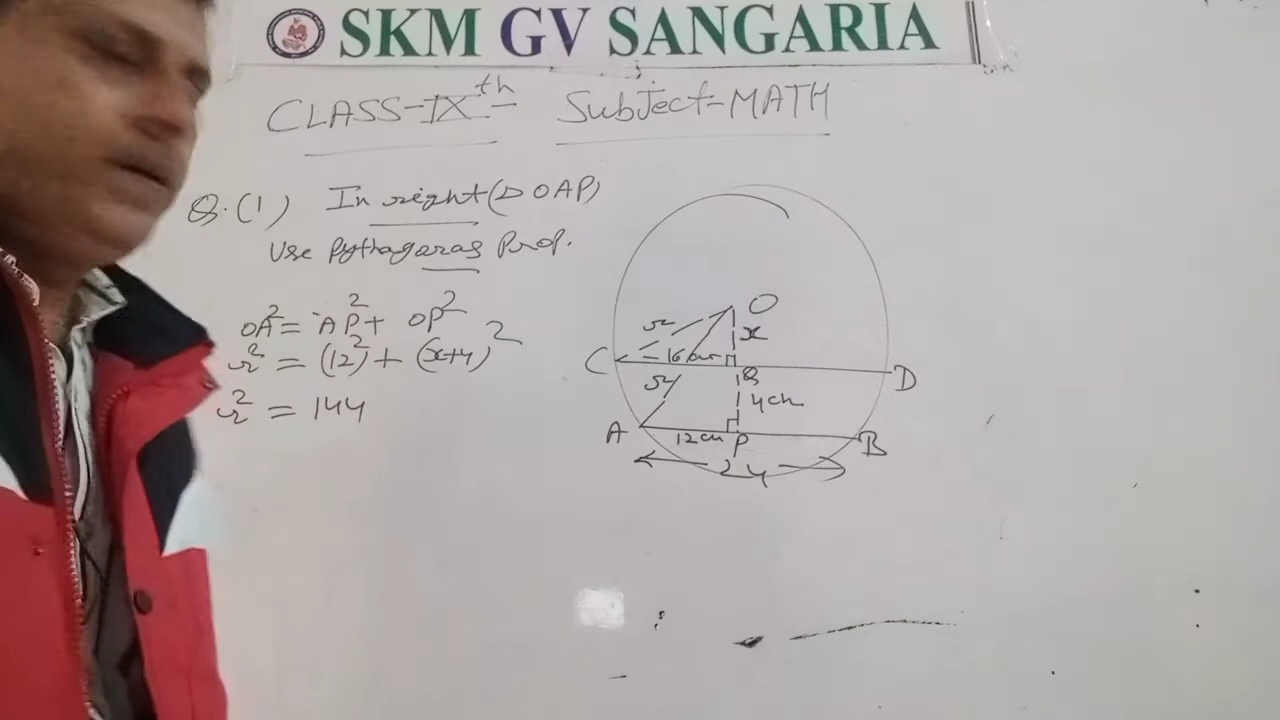 SKM GV SANGARIA
CLASS-IXth Subject-MATH
Q.(1) In right (△OAP)
Use Pythagaras Prop.
OA² = AP² + OP²
r² = (12)² + (x+4)²
r² = 144
O
r x
C 16cm Q D
r 4cm
A 12cm P B
24